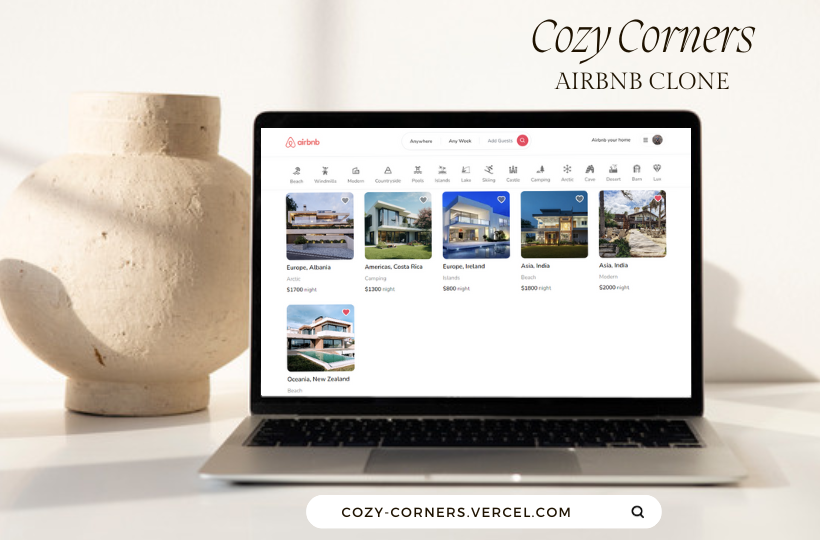 Cozy Corners
AIRBNB CLONE
airbnb
Anywhere Any Week Add Guests Airbnb your home
Beach Windmills Modern Countryside Pools Islands Lake Skiing Castle Camping Arctic Cave Desert Barn Lux
Europe, Albania Americas, Costa Rica Europe, Ireland Asia, India Asia, India
Arctic Camping Islands Beach Modern
$1700 night $1300 night $800 night $1800 night $2000 night
Oceania, New Zealand
Beach
COZY-CORNERS.VERCEL.COM